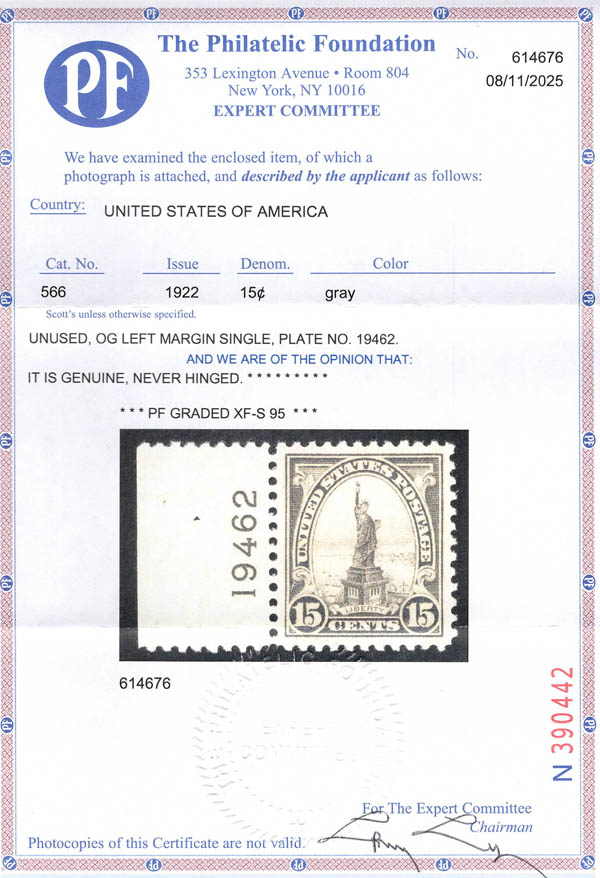 PF
The Philatelic Foundation
353 Lexington Avenue • Room 804
New York, NY 10016
EXPERT COMMITTEE
No. 614676
08/11/2025
We have examined the enclosed item, of which a
photograph is attached, and described by the applicant as follows:
Country: UNITED STATES OF AMERICA
Cat. No. Issue Denom. Color
566 1922 15¢ gray
Scott's unless otherwise specified.
UNUSED, OG LEFT MARGIN SINGLE, PLATE NO. 19462.
AND WE ARE OF THE OPINION THAT:
IT IS GENUINE, NEVER HINGED. * * * * * * * * *
* * * PF GRADED XF-S 95 * * *
19462
UNITED STATES POSTAGE
LIBERTY
15 CENTS 15
614676
THE PHILATELIC
EXPERT
COMMITTEE
N 390442
For The Expert Committee
Chairman
Photocopies of this Certificate are not valid.